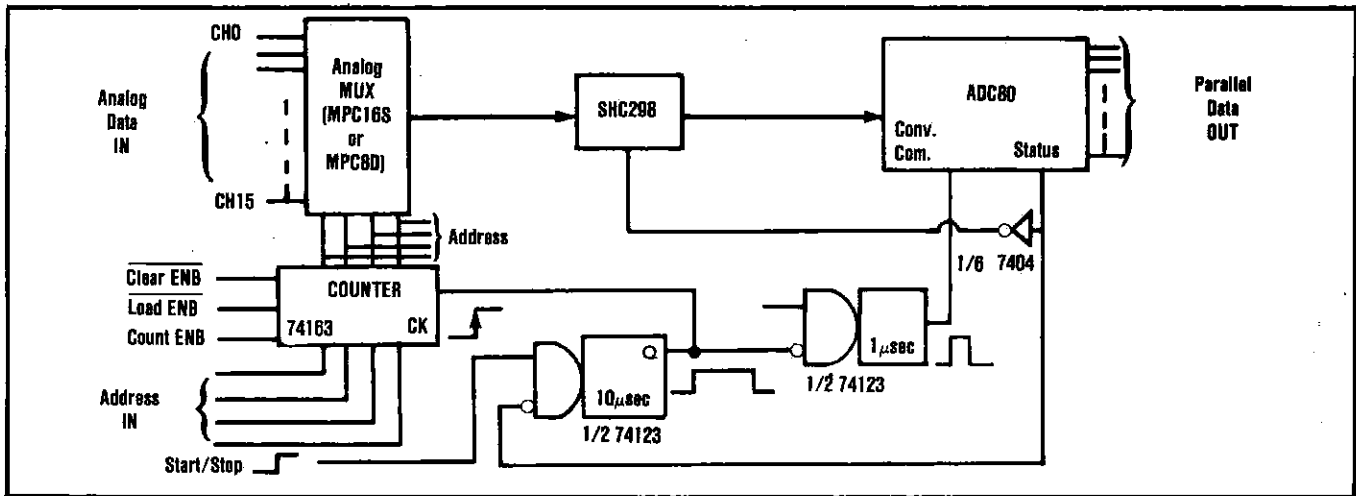 CH0
Analog
Data
IN
CH15
Analog
MUX
(MPC16S
or
MPC8D)
SHC298
ADC80
Conv.
Com.
Status
Parallel
Data
OUT
Address
1/6 7404
Clear ENB
Load ENB
Count ENB
COUNTER
74163
CK
Q
10μsec
1/2 74123
1μsec
1/2 74123
Address
IN
Start/Stop